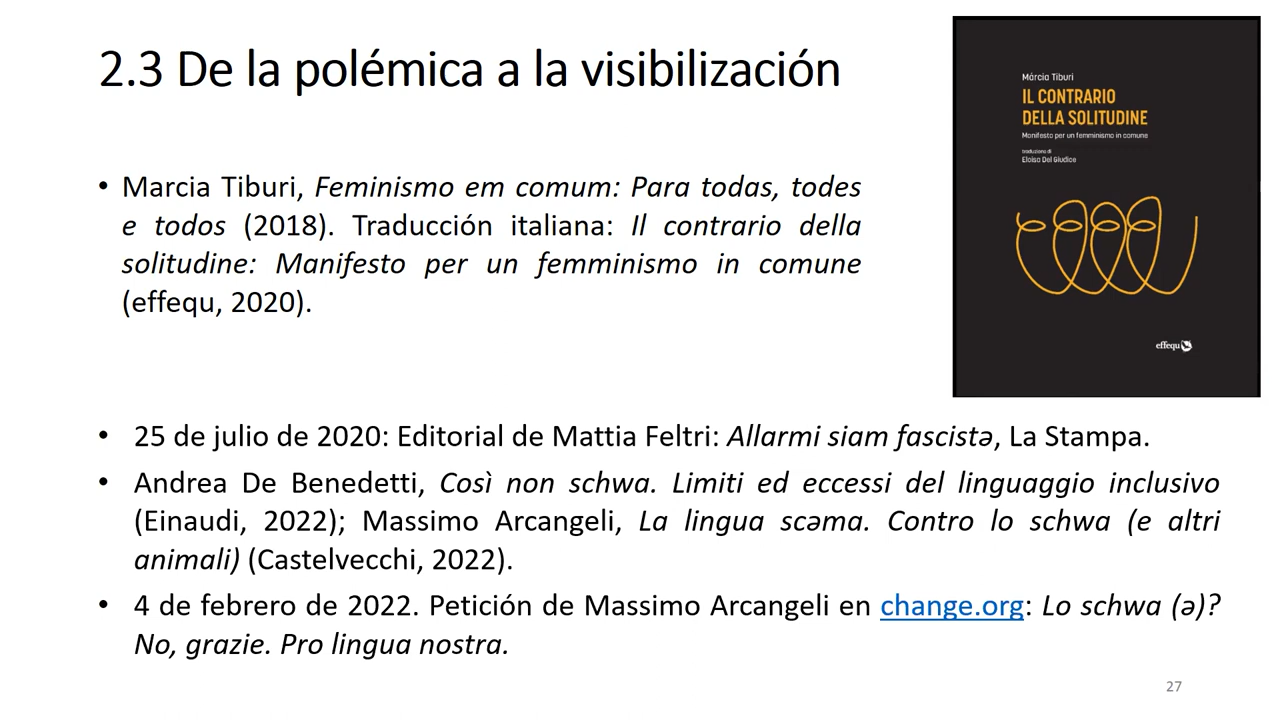 2.3 De la polémica a la visibilización
Márcia Tiburi
IL CONTRARIO
DELLA SOLITUDINE
Manifesto per un femminismo in comune
traduzione di
Eloisa Del Giudice
effequ
• Marcia Tiburi, Feminismo em comum: Para todas, todes
e todos (2018). Traducción italiana: Il contrario della
solitudine: Manifesto per un femminismo in comune
(effequ, 2020).
• 25 de julio de 2020: Editorial de Mattia Feltri: Allarmi siam fascistə, La Stampa.
• Andrea De Benedetti, Così non schwa. Limiti ed eccessi del linguaggio inclusivo
(Einaudi, 2022); Massimo Arcangeli, La lingua scəma. Contro lo schwa (e altri
animali) (Castelvecchi, 2022).
• 4 de febrero de 2022. Petición de Massimo Arcangeli en change.org: Lo schwa (ə)?
No, grazie. Pro lingua nostra.
27